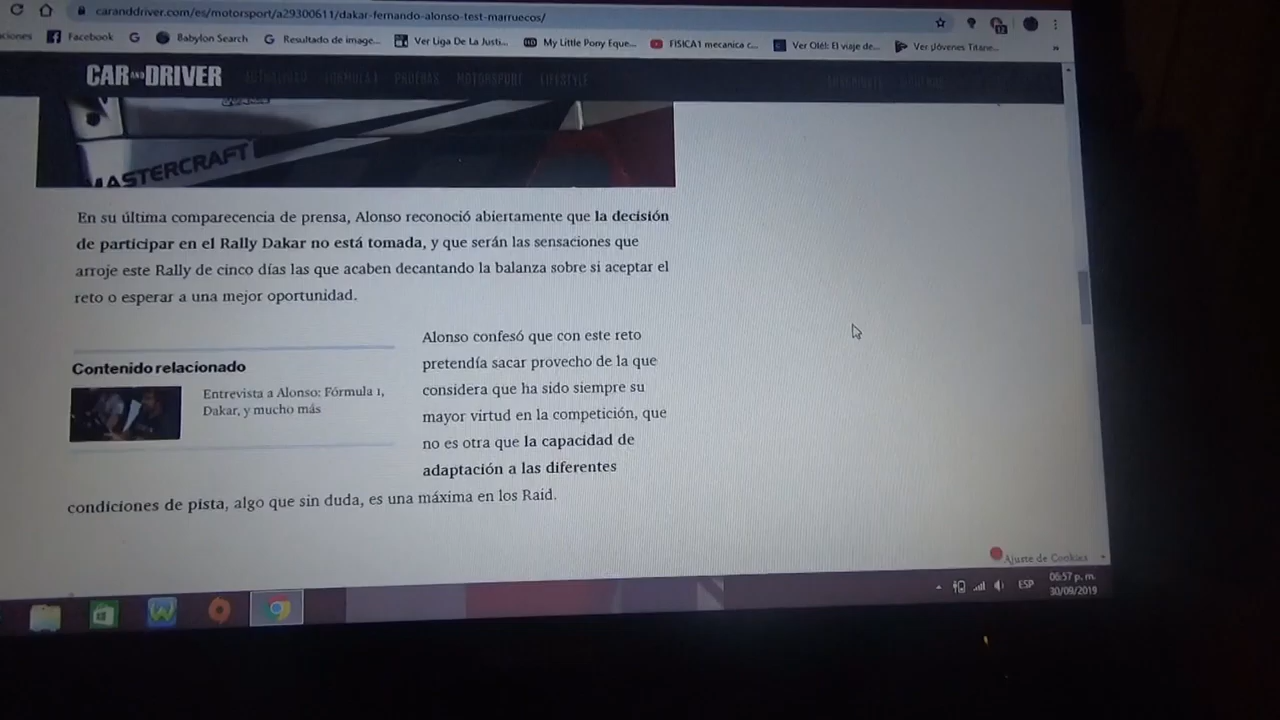 caranddriver.com/es/motorsport/a29300611/dakar-fernando-alonso-test-marruecos/
Facebook
Babylon Search
Resultado de image...
Ver Liga De La Justi...
My Little Pony Eque...
FISICA1 mecanica c...
Ver Olé!: El viaje de...
Ver ¡Jóvenes Titane...
CAR AND DRIVER
FÓRMULA 1
PRUEBAS
MOTORSPORT
LIFESTYLE
MASTERCRAFT
En su última comparecencia de prensa, Alonso reconoció abiertamente que la decisión
de participar en el Rally Dakar no está tomada, y que serán las sensaciones que
arroje este Rally de cinco días las que acaben decantando la balanza sobre si aceptar el
reto o esperar a una mejor oportunidad.
Contenido relacionado
Entrevista a Alonso: Fórmula 1,
Dakar, y mucho más
Alonso confesó que con este reto
pretendía sacar provecho de la que
considera que ha sido siempre su
mayor virtud en la competición, que
no es otra que la capacidad de
adaptación a las diferentes
condiciones de pista, algo que sin duda, es una máxima en los Raid.
Ajuste de Cookies
ESP
06:57 p. m.
30/09/2019